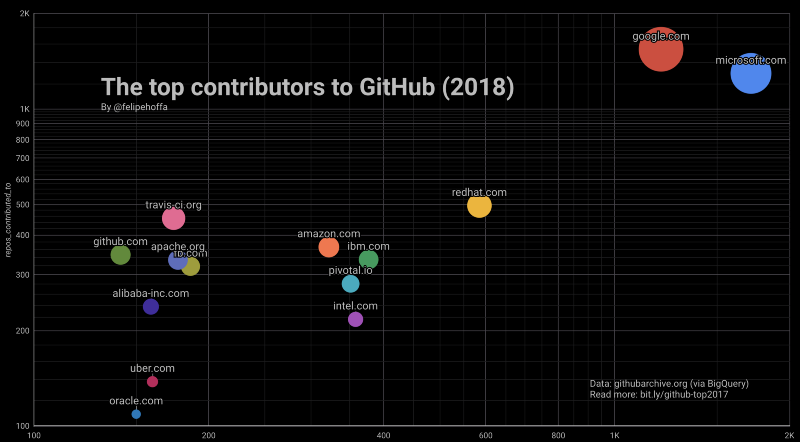 2K
google.com
microsoft.com
The top contributors to GitHub (2018)
By @felipehoffa
1K
900
800
700
600
500
400
300
200
100
repos_contributed_to
redhat.com
travis-ci.org
amazon.com
github.com
apache.org
ibm.com
pivotal.io
alibaba-inc.com
intel.com
uber.com
oracle.com
Data: githubarchive.org (via BigQuery)
Read more: bit.ly/github-top2017
100
200
400
600
800
1K
2K